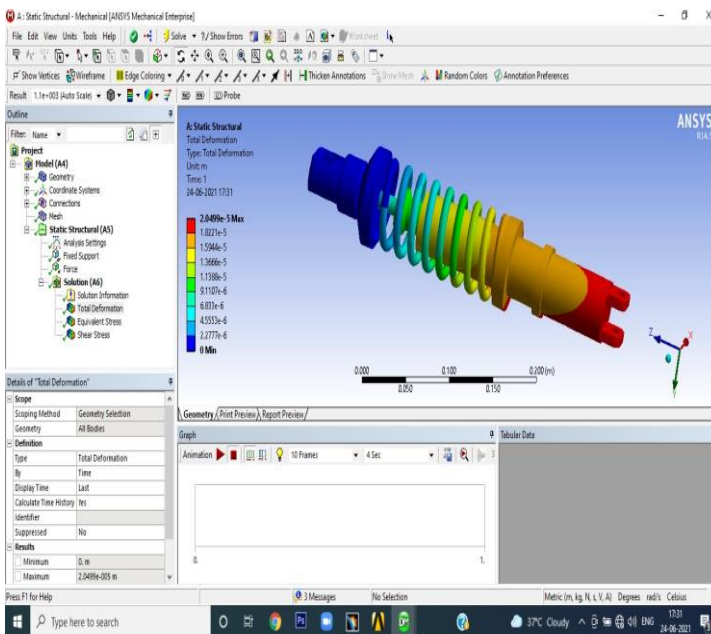 A : Static Structural - Mechanical [ANSYS Mechanical Enterprise]
File Edit View Units Tools Help Solve ?/ Show Errors Worksheet
Show Vertices Wireframe Edge Coloring Thicken Annotations Show Mesh Random Colors Annotation Preferences
Result 1.1e+003 (Auto Scale) Probe
Outline
Filter: Name
Project
Model (A4)
Geometry
Coordinate Systems
Connections
Mesh
Static Structural (A5)
Analysis Settings
Fixed Support
Force
Solution (A6)
Solution Information
Total Deformation
Equivalent Stress
Shear Stress
A: Static Structural
Total Deformation
Type: Total Deformation
Unit: m
Time: 1
24-06-2021 17:31
2.0499e-5 Max
1.8221e-5
1.5944e-5
1.3666e-5
1.1388e-5
9.1107e-6
6.833e-6
4.5553e-6
2.2777e-6
0 Min
ANSYS
R14.5
Z X
Y
0.000 0.100 0.200 (m)
0.050 0.150
Geometry Print Preview Report Preview
Details of "Total Deformation"
Scope
Scoping Method Geometry Selection
Geometry All Bodies
Definition
Type Total Deformation
By Time
Display Time Last
Calculate Time History Yes
Identifier
Suppressed No
Results
Minimum 0. m
Maximum 2.0499e-005 m
Graph
Animation 10 Frames 4 Sec
0. 1.
Tabular Data
Press F1 for Help 3 Messages No Selection Metric (m, kg, N, s, V, A) Degrees rad/s Celsius
Type here to search Ps 37°C Cloudy ENG 17:31
24-06-2021